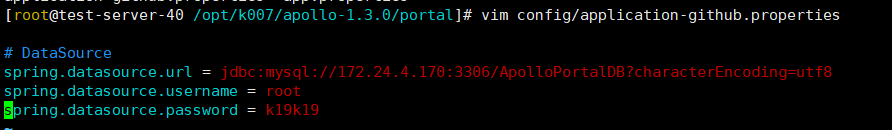 [root@test-server-40 /opt/k007/apollo-1.3.0/portal]# vim config/application-github.properties
# DataSource
spring.datasource.url = jdbc:mysql://172.24.4.170:3306/ApolloPortalDB?characterEncoding=utf8
spring.datasource.username = root
spring.datasource.password = k19k19
~